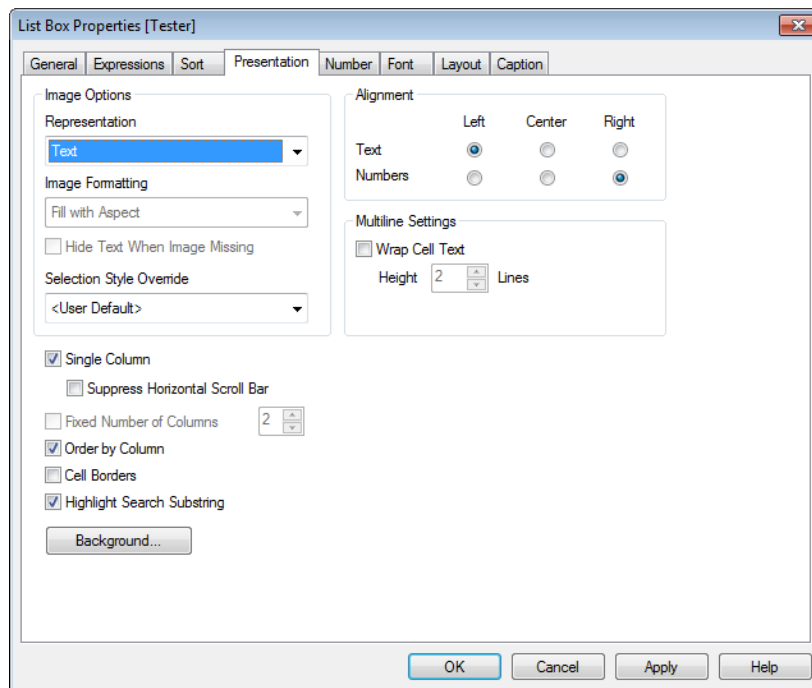 List Box Properties [Tester]
General Expressions Sort Presentation Number Font Layout Caption
Image Options
Representation
Text
Image Formatting
Fill with Aspect
Hide Text When Image Missing
Selection Style Override
<User Default>
Alignment
Left Center Right
Text
Numbers
Multiline Settings
Wrap Cell Text
Height 2 Lines
Single Column
Suppress Horizontal Scroll Bar
Fixed Number of Columns 2
Order by Column
Cell Borders
Highlight Search Substring
Background...
OK Cancel Apply Help